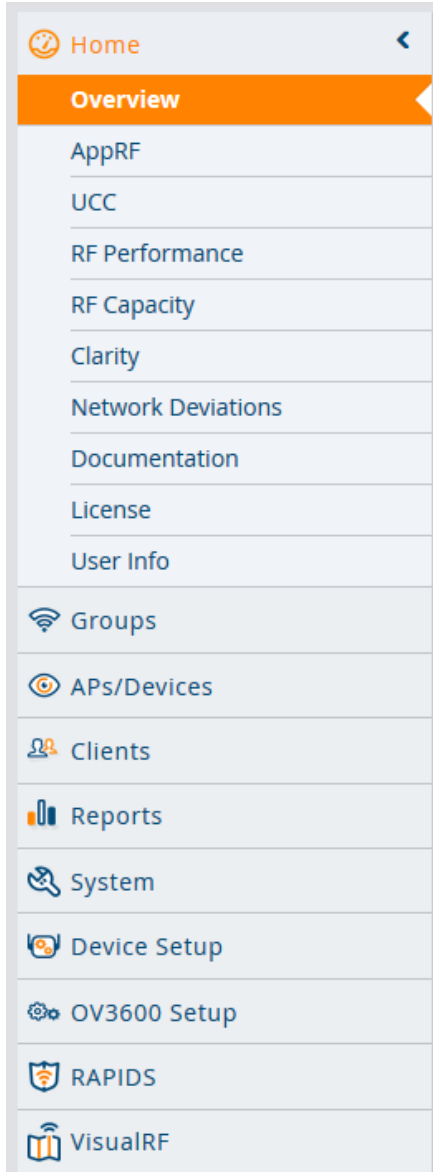 Home
Overview
AppRF
UCC
RF Performance
RF Capacity
Clarity
Network Deviations
Documentation
License
User Info
Groups
APs/Devices
Clients
Reports
System
Device Setup
OV3600 Setup
RAPIDS
VisualRF